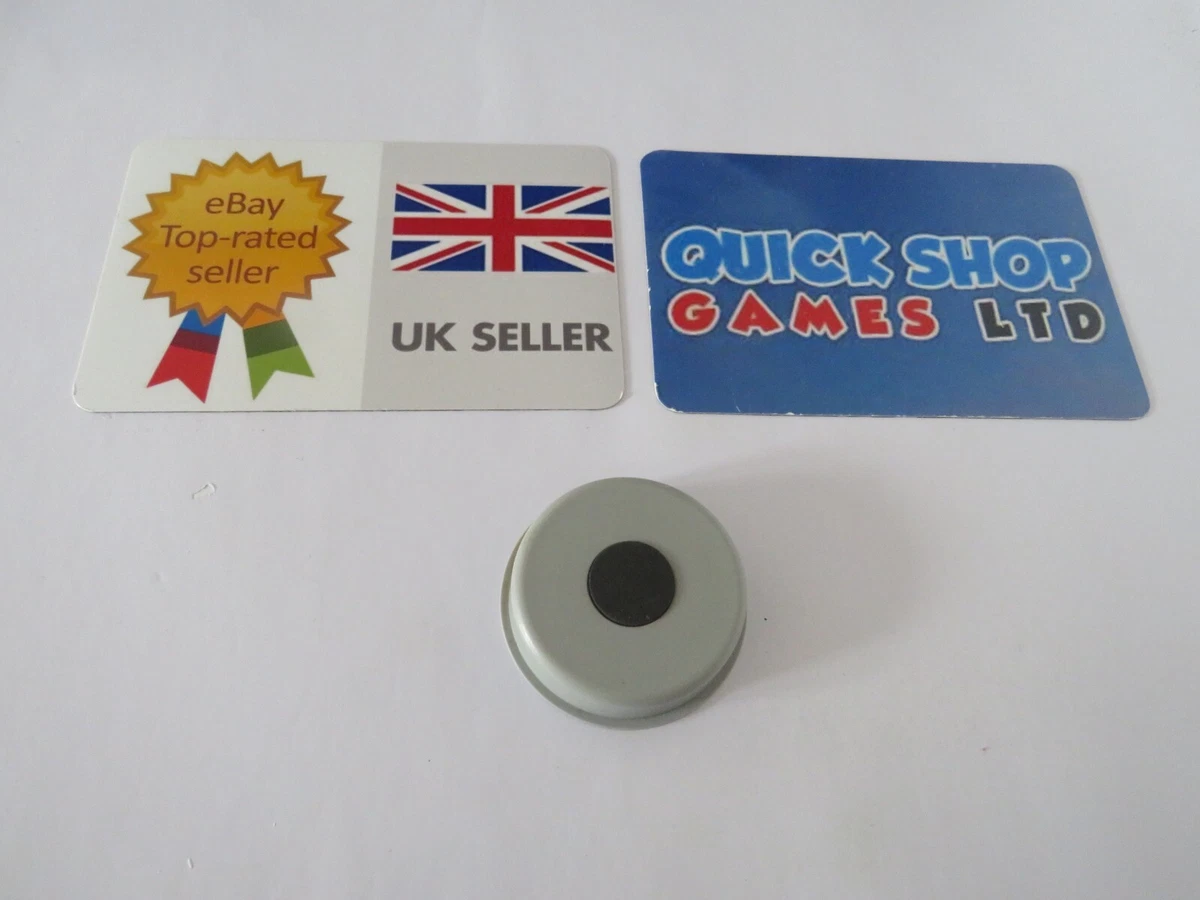 eBay
Top-rated
seller
UK SELLER
QUICK SHOP
GAMES LTD